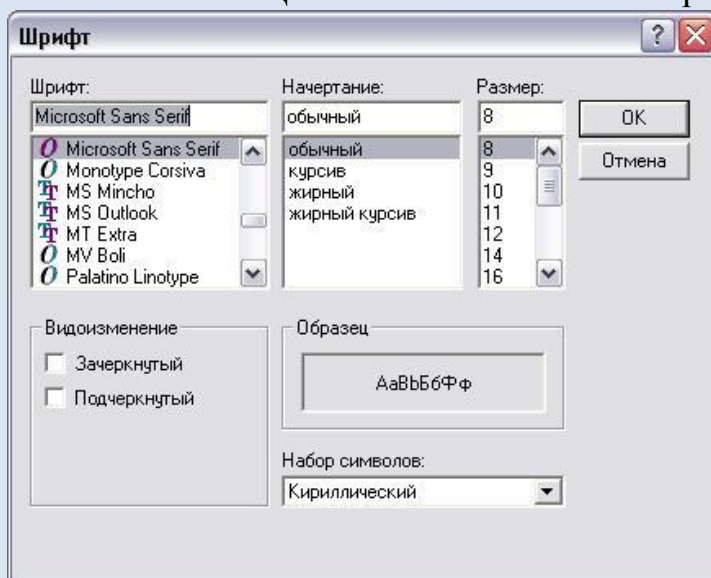 Шрифт
Шрифт:
Начертание:
Размер:
Microsoft Sans Serif
обычный
8
OK
Microsoft Sans Serif
Monotype Corsiva
MS Mincho
MS Outlook
MT Extra
MV Boli
Palatino Linotype
обычный
курсив
жирный
жирный курсив
8
9
10
11
12
14
16
Отмена
Видоизменение
Зачеркнутый
Подчеркнутый
Образец
АаВЬБбФф
Набор символов:
Кириллический